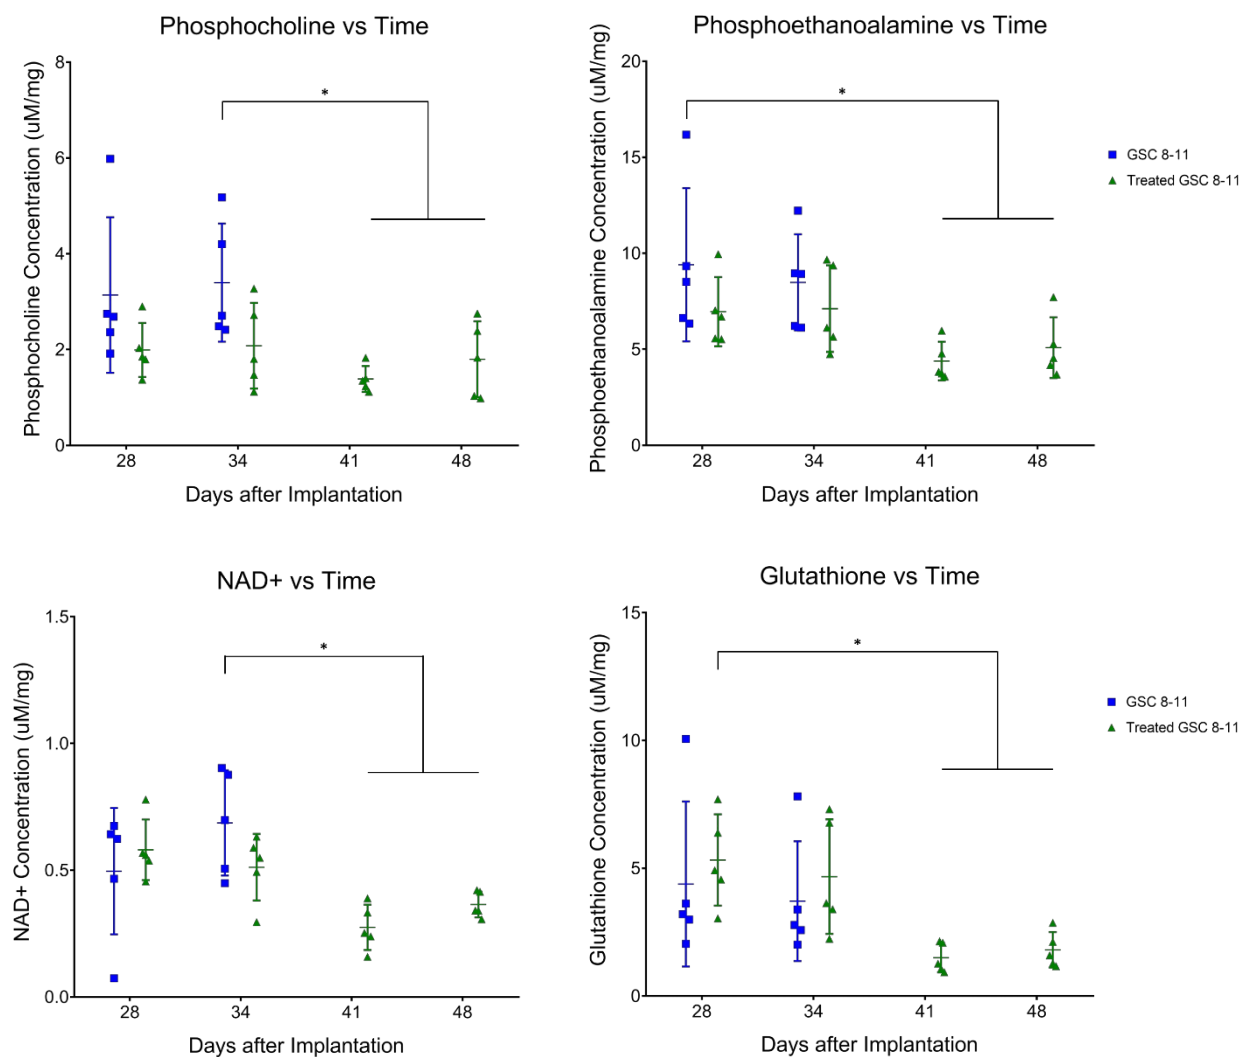 Phosphocholine vs Time
Phosphocholine Concentration (uM/mg)
8
6
4
2
0
*
28 34 41 48
Days after Implantation
Phosphoethanoalamine vs Time
Phosphoethanoalamine Concentration (uM/mg)
20
15
10
5
0
*
28 34 41 48
Days after Implantation
GSC 8-11
Treated GSC 8-11
NAD+ vs Time
NAD+ Concentration (uM/mg)
1.5
1.0
0.5
0.0
*
28 34 41 48
Days after Implantation
Glutathione vs Time
Glutathione Concentration (uM/mg)
15
10
5
0
*
28 34 41 48
Days after Implantation
GSC 8-11
Treated GSC 8-11